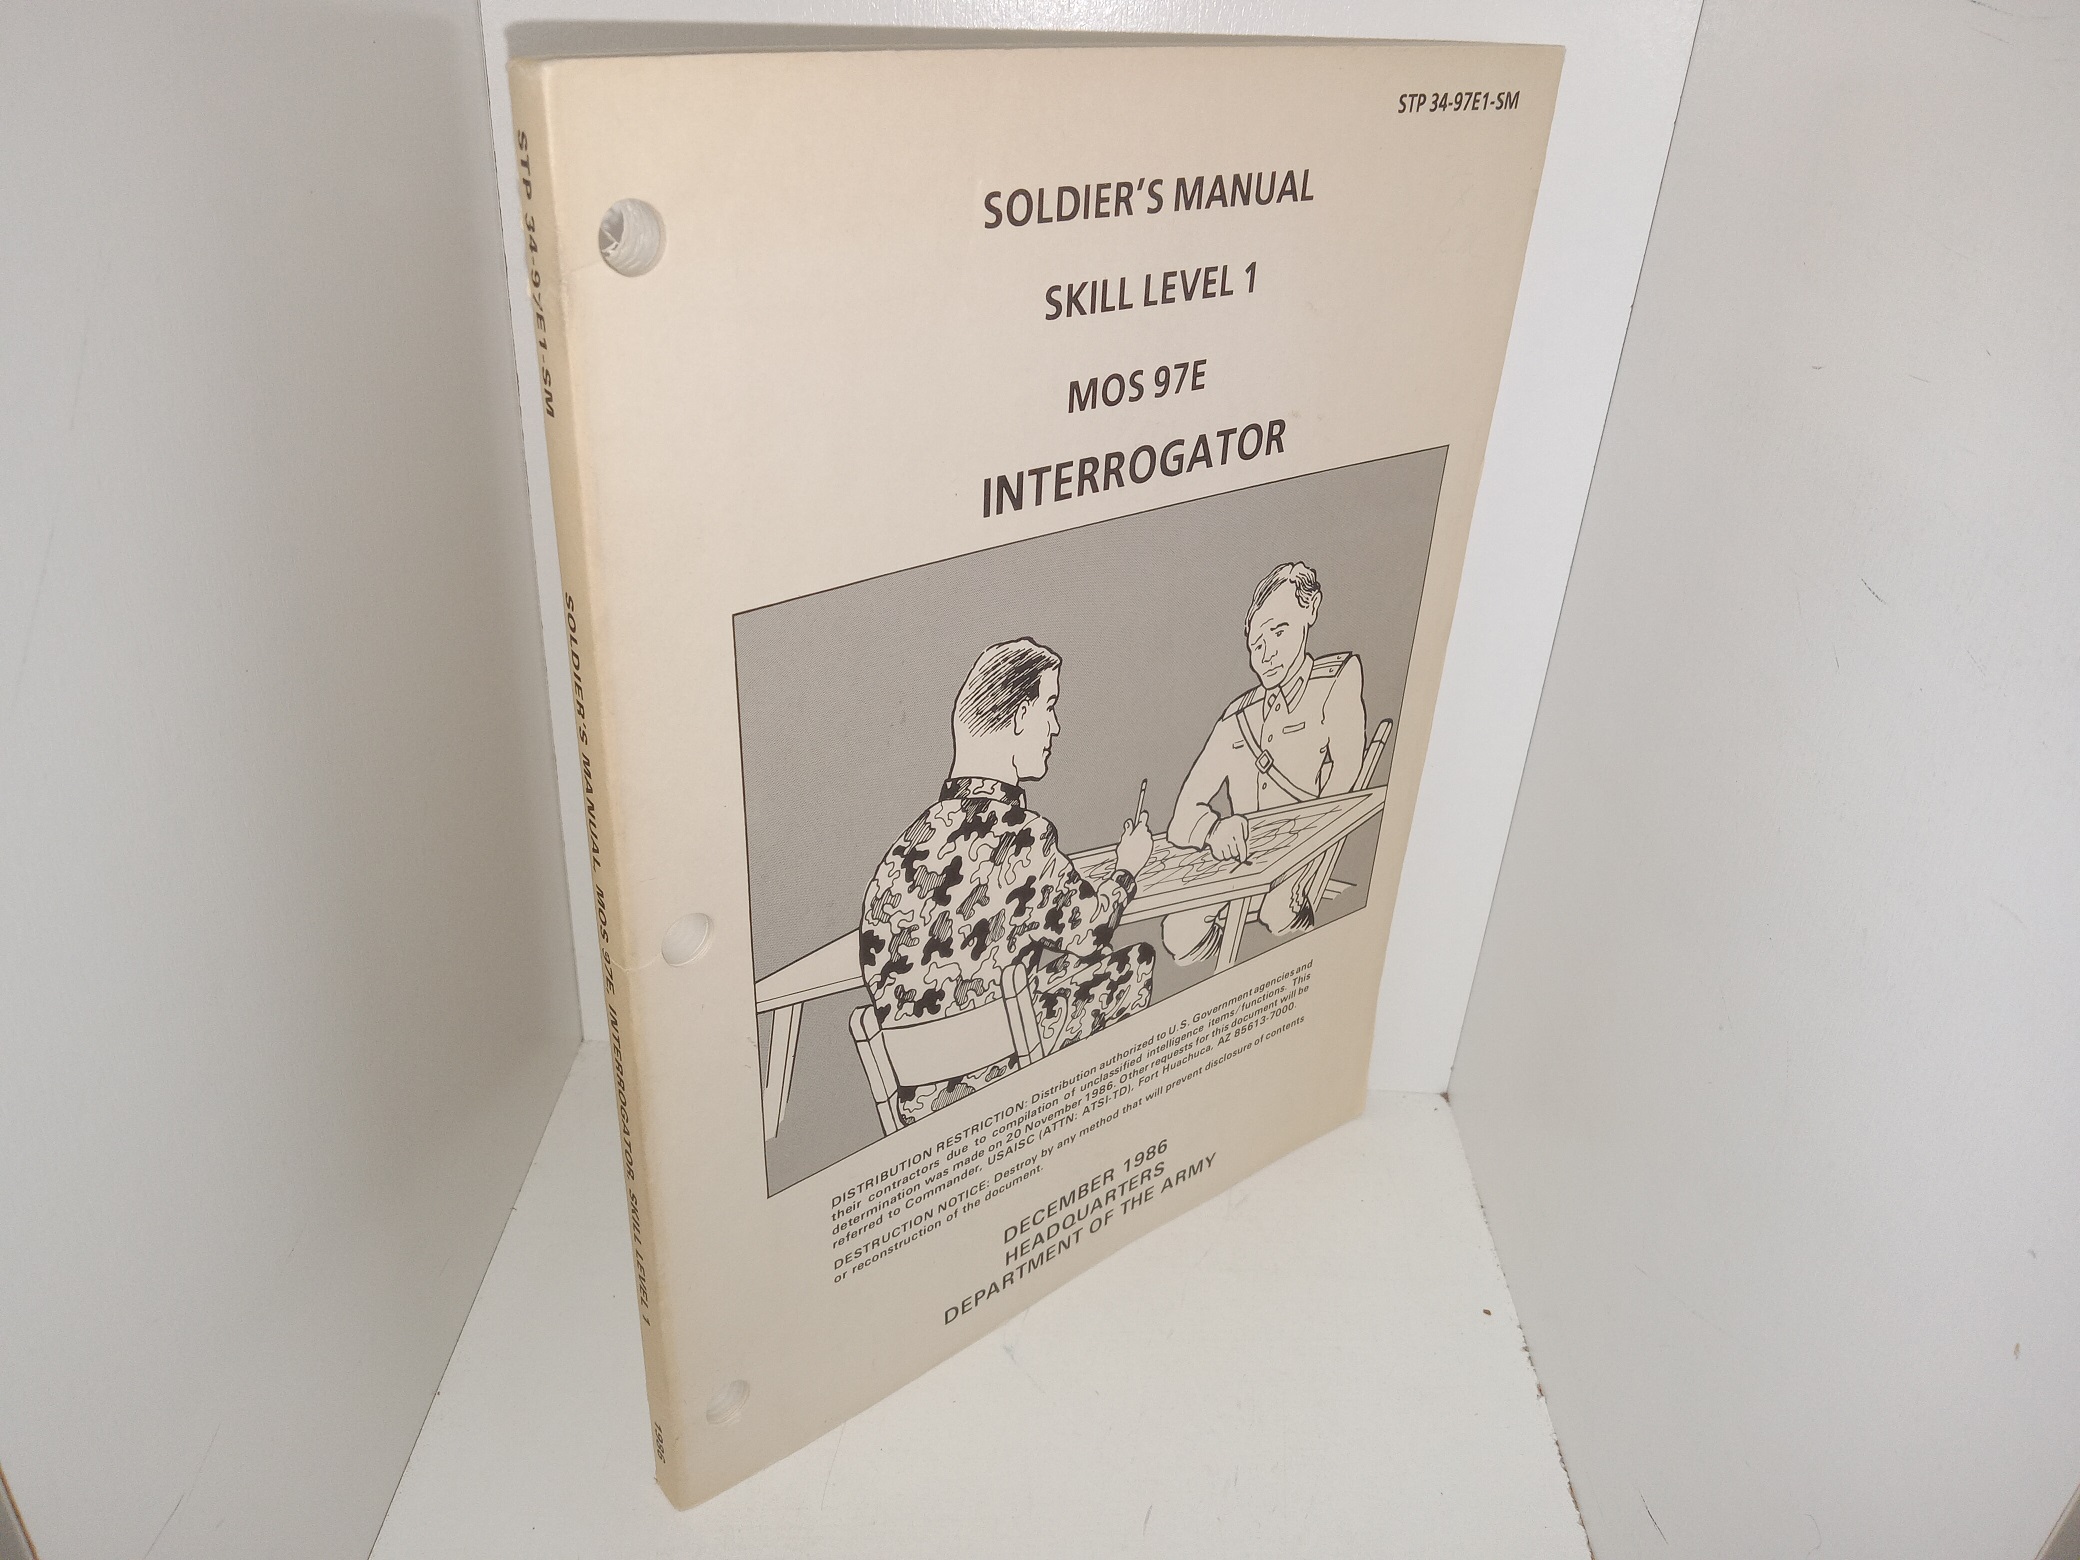 STP 34-97E1-SM
SOLDIER'S MANUAL
SKILL LEVEL 1
MOS 97E
INTERROGATOR
DISTRIBUTION RESTRICTION: Distribution authorized to U.S. Government agencies and
their contractors due to compilation of unclassified intelligence items/functions. This
determination was made on 20 November 1986. Other requests for this document will be
referred to Commander, USAISC (ATTN: ATSI-TD), Fort Huachuca, AZ 85613-7000.
DESTRUCTION NOTICE: Destroy by any method that will prevent disclosure of contents
or reconstruction of the document.
DECEMBER 1986
HEADQUARTERS
DEPARTMENT OF THE ARMY
STP 34-97E1-SM SOLDIER'S MANUAL, MOS 97E, INTERROGATOR, SKILL LEVEL 1 1986